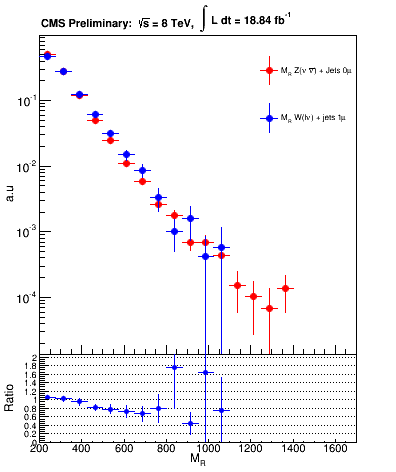 CMS Preliminary: √s = 8 TeV, ∫ L dt = 18.84 fb⁻¹
M_R Z(ν ν̅) + Jets 0μ
M_R W(lν) + jets 1μ
a.u
10⁻¹
10⁻²
10⁻³
10⁻⁴
Ratio
2
1.8
1.6
1.4
1.2
1
0.8
0.6
0.4
0.2
0
200 400 600 800 1000 1200 1400 1600
M_R